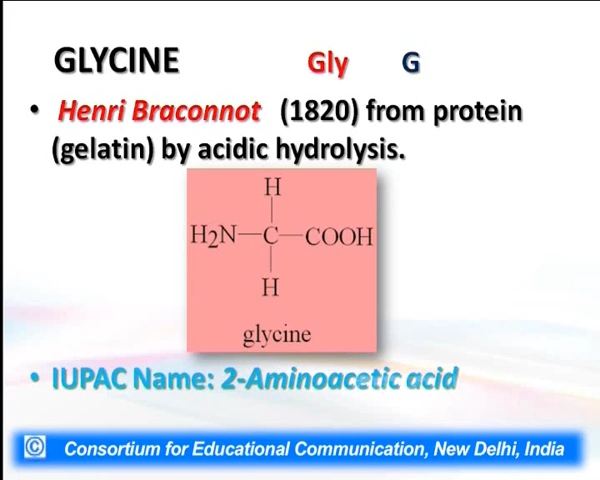 GLYCINE Gly G
• Henri Braconnot (1820) from protein
(gelatin) by acidic hydrolysis.
H
H2N—C—COOH
H
glycine
• IUPAC Name: 2-Aminoacetic acid
© Consortium for Educational Communication, New Delhi, India